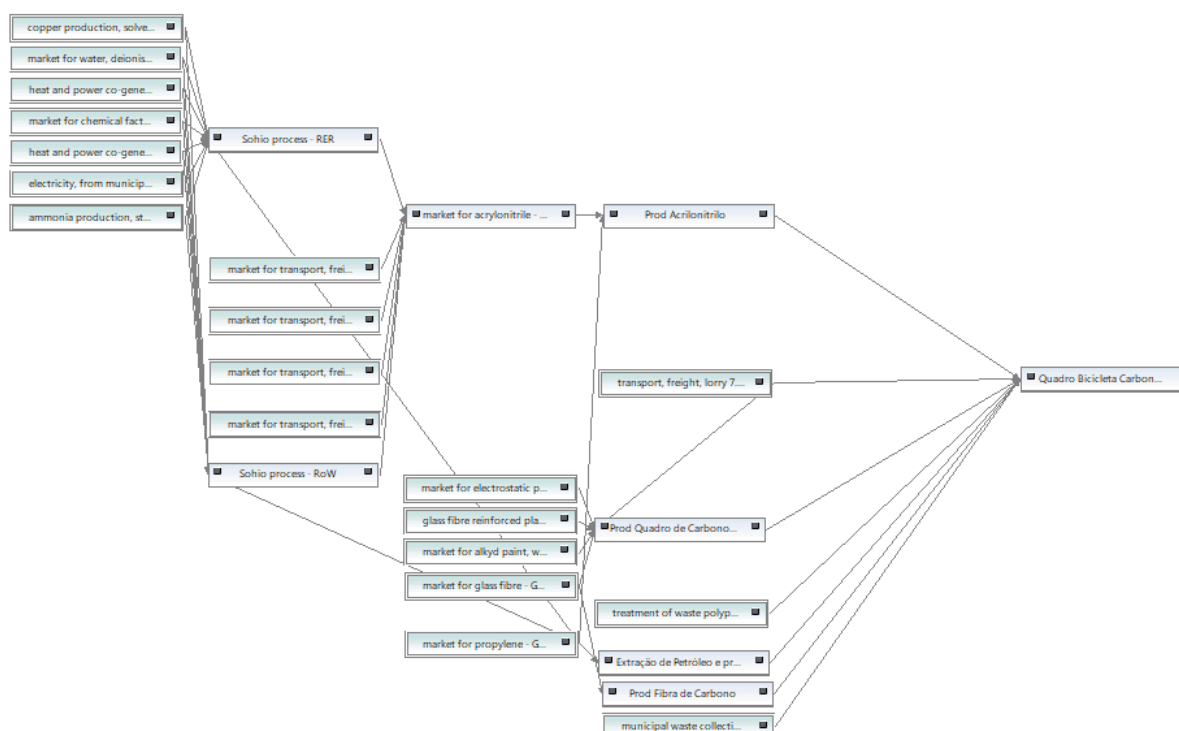 copper production, solve...
market for water, deionis...
heat and power co-gene...
market for chemical fact...
heat and power co-gene...
electricity, from municip...
ammonia production, st...
Sohio process - RER
market for acrylonitrile - ...
Prod Acrilonitrilo
market for transport, frei...
market for transport, frei...
market for transport, frei...
market for transport, frei...
Sohio process - RoW
transport, freight, lorry 7....
Quadro Bicicleta Carbon...
market for electrostatic p...
glass fibre reinforced pla...
market for alkyd paint, w...
market for glass fibre - G...
market for propylene - G...
Prod Quadro de Carbono...
treatment of waste polyp...
Extração de Petróleo e pr...
Prod Fibra de Carbono
municipal waste collecti...